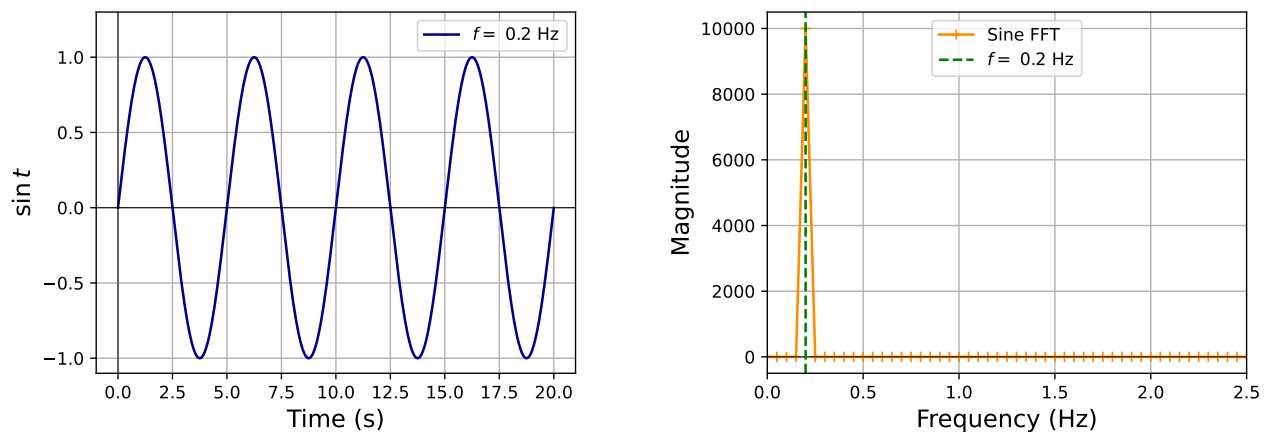 f = 0.2 Hz
1.0
0.5
0.0
−0.5
−1.0
sin t
0.0 2.5 5.0 7.5 10.0 12.5 15.0 17.5 20.0
Time (s)
Sine FFT
f = 0.2 Hz
10000
8000
6000
4000
2000
0
Magnitude
0.0 0.5 1.0 1.5 2.0 2.5
Frequency (Hz)